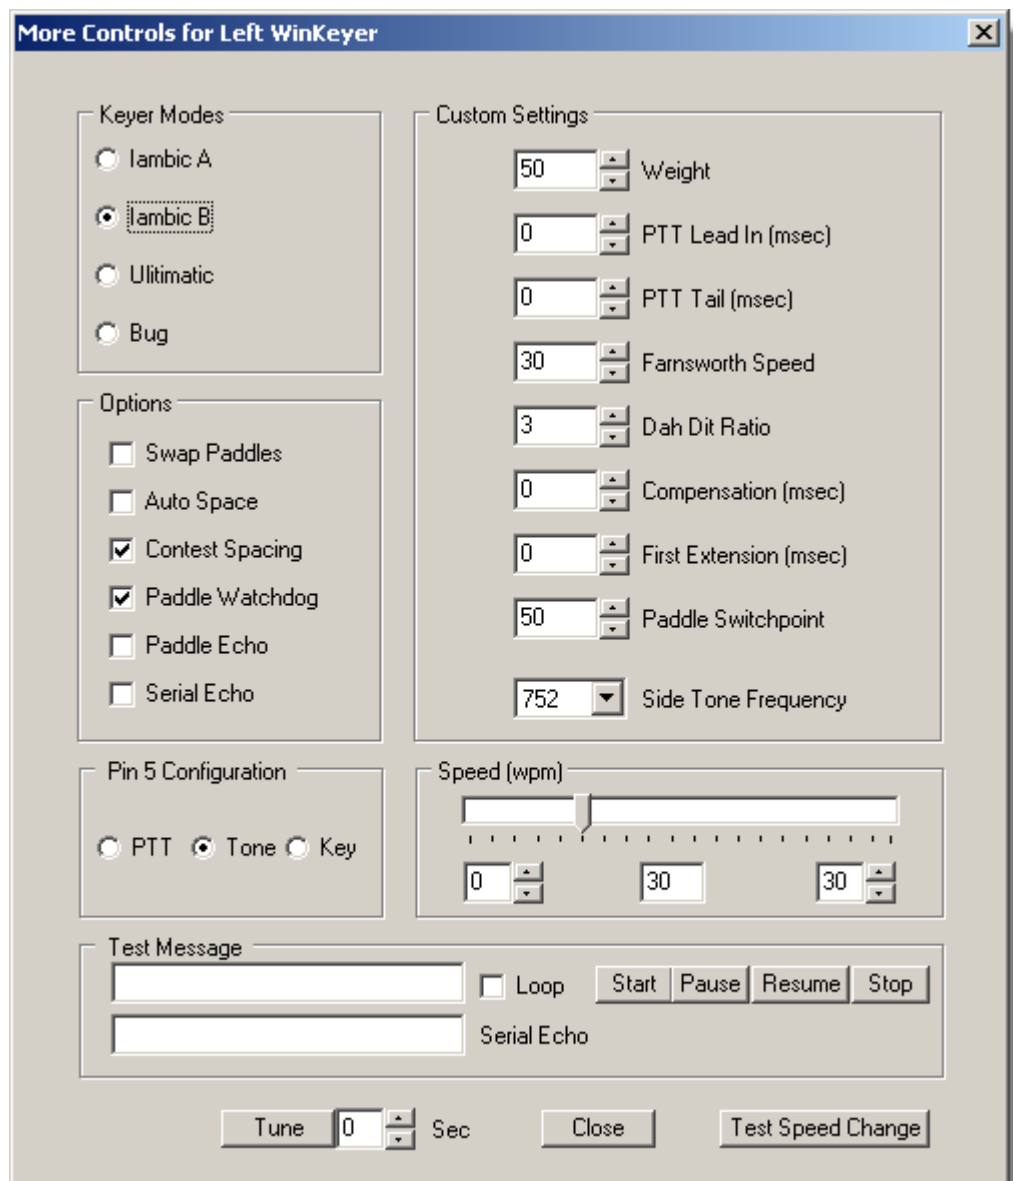 More Controls for Left WinKeyer
Keyer Modes
Iambic A
Iambic B
Ulitimatic
Bug
Options
Swap Paddles
Auto Space
Contest Spacing
Paddle Watchdog
Paddle Echo
Serial Echo
Custom Settings
50 Weight
0 PTT Lead In (msec)
0 PTT Tail (msec)
30 Farnsworth Speed
3 Dah Dit Ratio
0 Compensation (msec)
0 First Extension (msec)
50 Paddle Switchpoint
752 Side Tone Frequency
Pin 5 Configuration
PTT Tone Key
Speed (wpm)
0 30 30
Test Message
Loop Start Pause Resume Stop
Serial Echo
Tune 0 Sec Close Test Speed Change